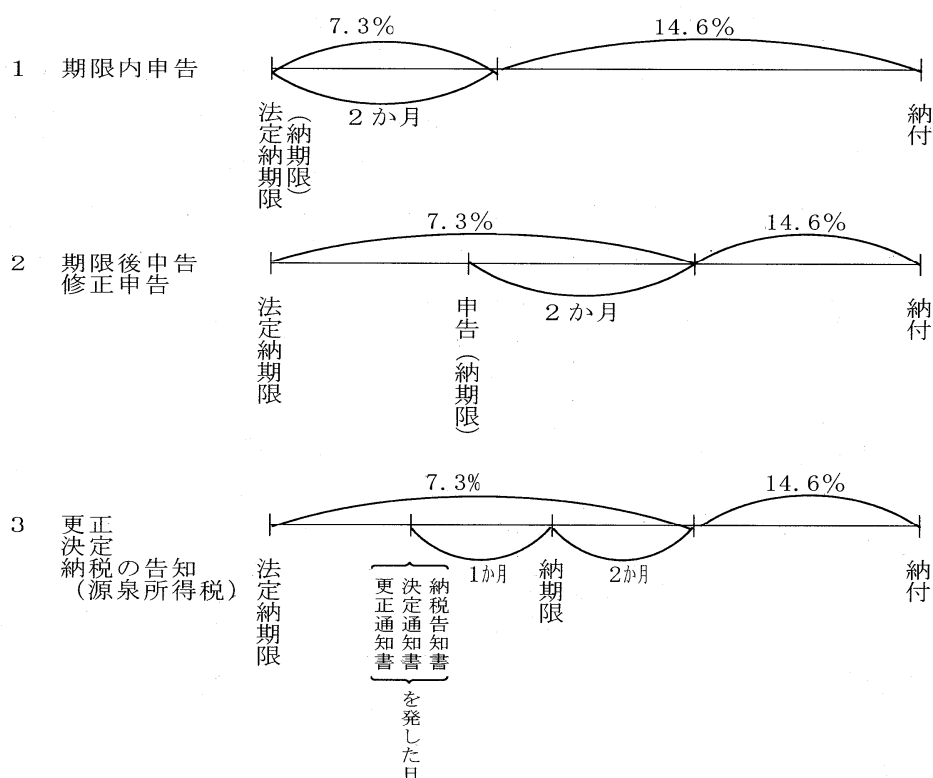 7.3%
14.6%
1 期限内申告
2か月
法定納期限
(納期限)
納付
7.3%
14.6%
2 期限後申告
修正申告
2か月
法定納期限
申告(納期限)
納付
7.3%
14.6%
3 更正
決定
納税の告知
(源泉所得税)
1か月
2か月
法定納期限
納税告知書
決定通知書
更正通知書
を発した日
納期限
納付